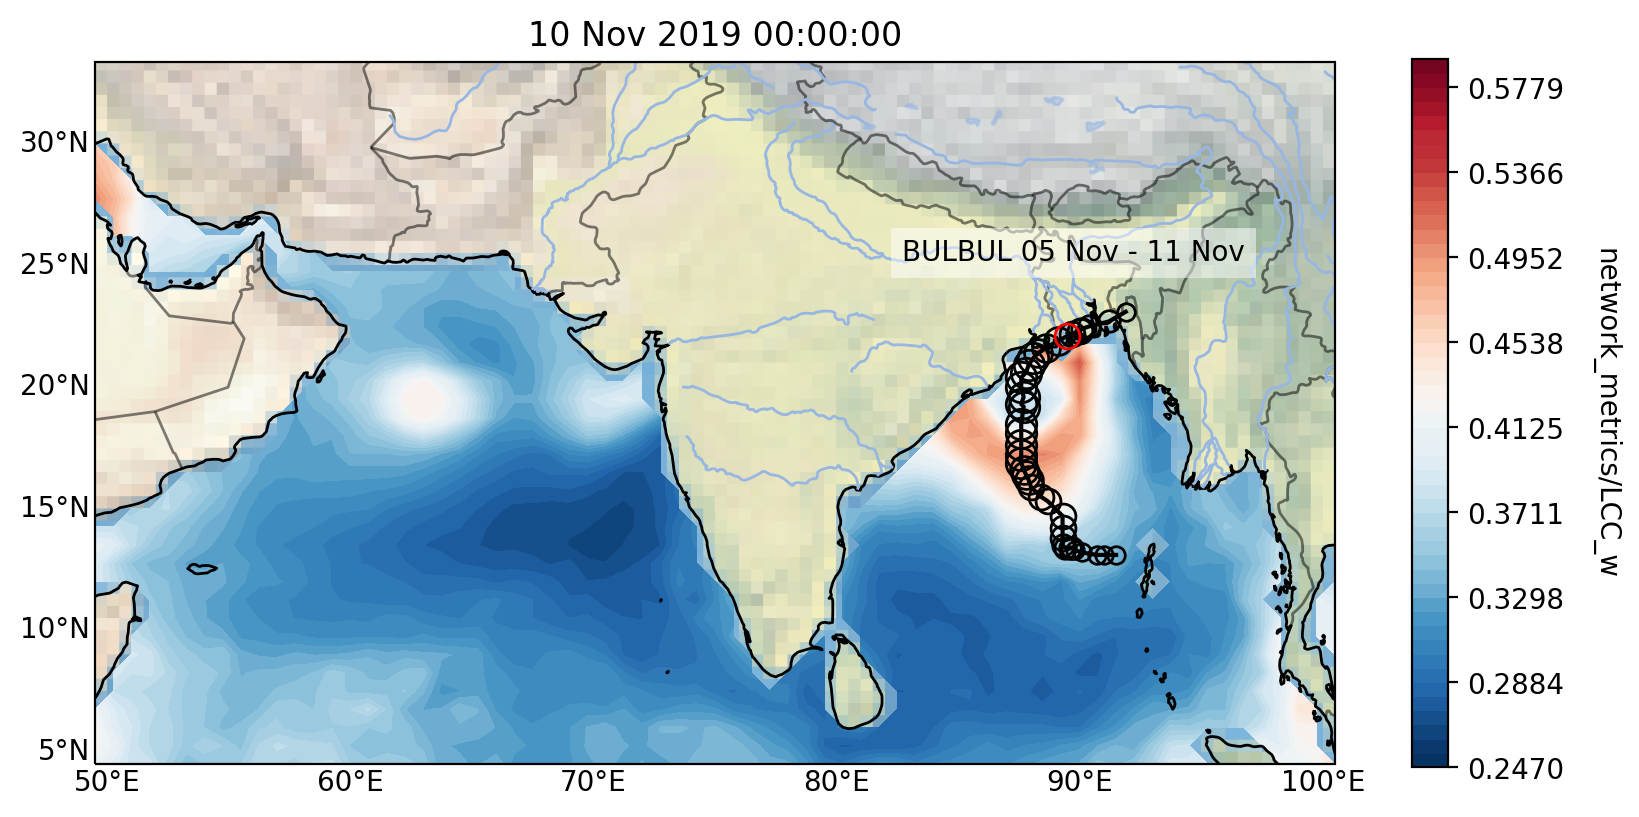 10 Nov 2019 00:00:00
30°N
25°N
20°N
15°N
10°N
5°N
50°E
60°E
70°E
80°E
90°E
100°E
BULBUL 05 Nov - 11 Nov
0.5779
0.5366
0.4952
0.4538
0.4125
0.3711
0.3298
0.2884
0.2470
network_metrics/LCC_w